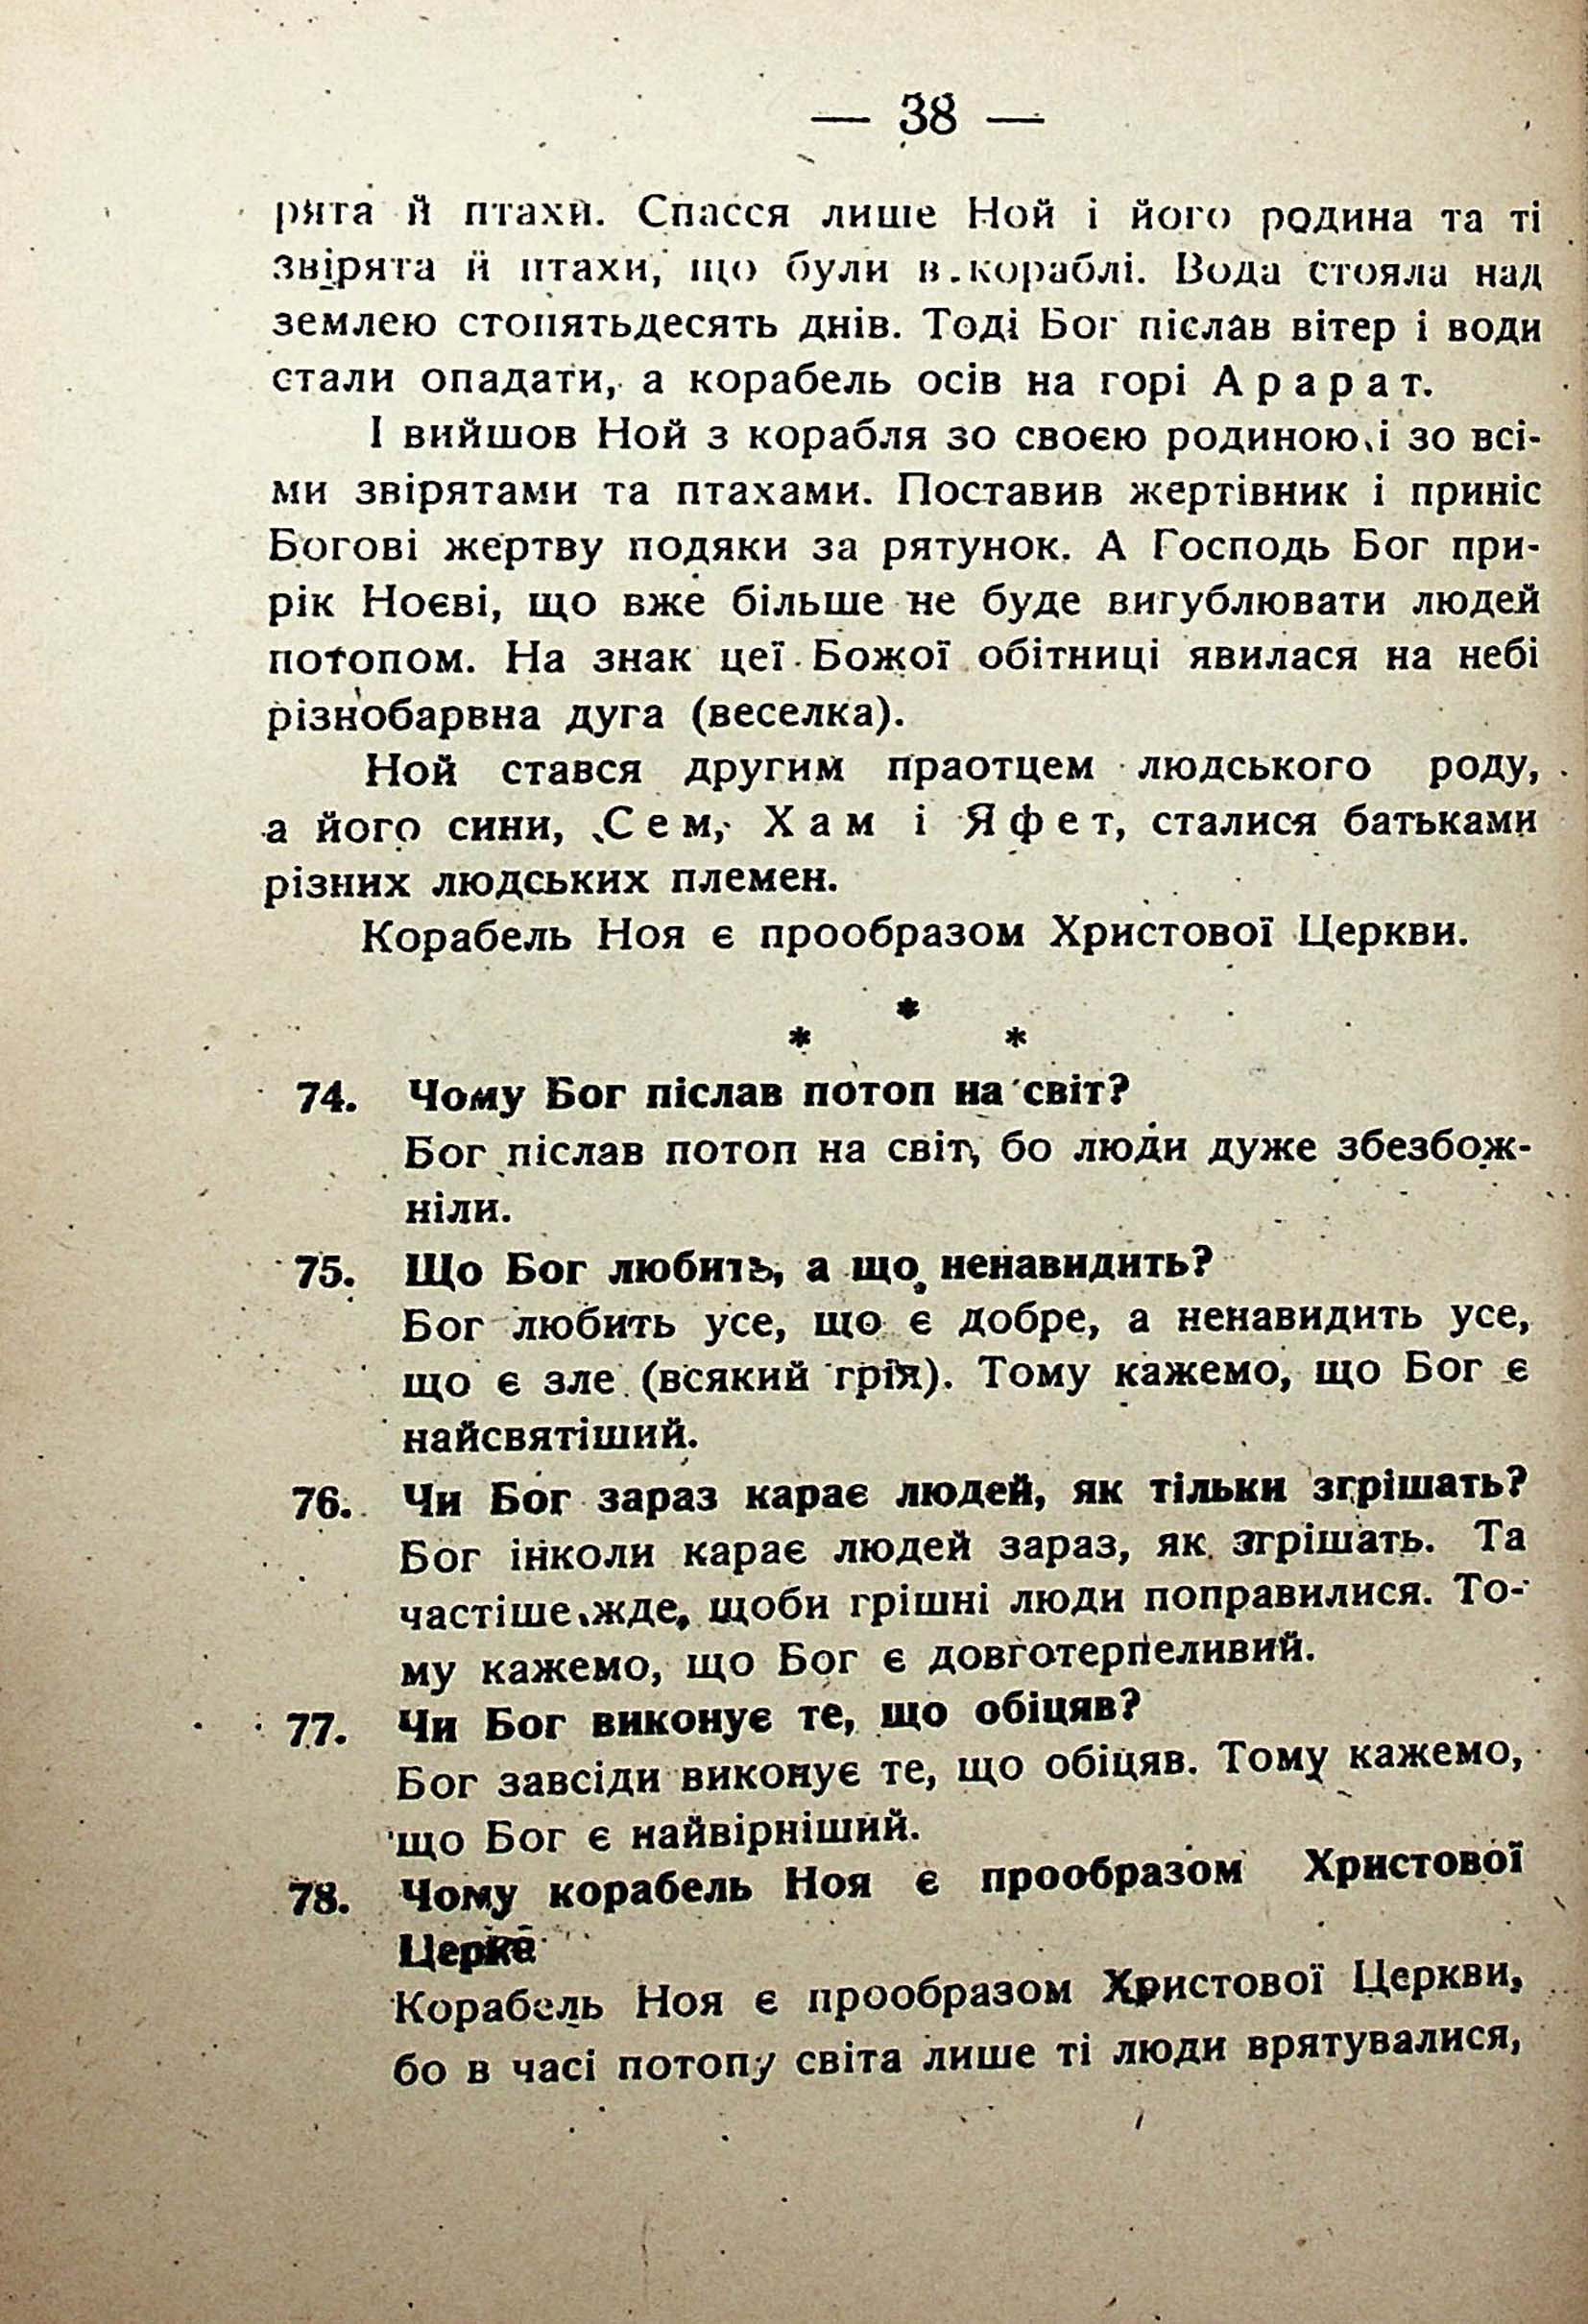 — 38 —
рята й птахи. Спасся лише Ной і його родина та ті
звірята й птахи, що були в кораблі. Вода стояла над
землею стопятьдесять днів. Тоді Бог післав вітер і води
стали опадати, а корабель осів на горі Арарат.
І вийшов Ной з корабля зо своєю родиною і зо всі-
ми звірятами та птахами. Поставив жертівник і приніс
Богові жертву подяки за рятунок. А Господь Бог при-
рік Ноєві, що вже більше не буде вигублювати людей
потопом. На знак цеї Божої обітниці явилася на небі
різнобарвна дуга (веселка).
Ной стався другим праотцем людського роду,
а його сини, Сем, Хам і Яфет, сталися батьками
різних людських племен.
Корабель Ноя є прообразом Христової Церкви.
*
* *
74. Чому Бог післав потоп на світ?
Бог післав потоп на світ, бо люди дуже збезбож-
ніли.
75. Що Бог любить, а що ненавидить?
Бог любить усе, що є добре, а ненавидить усе,
що є зле (всякий гріх). Тому кажемо, що Бог є
найсвятіший.
76. Чи Бог зараз карає людей, як тільки згрішать?
Бог інколи карає людей зараз, як згрішать. Та
частіше жде, щоби грішні люди поправилися. То-
му кажемо, що Бог є довготерпеливий.
77. Чи Бог виконує те, що обіцяв?
Бог завсіди виконує те, що обіцяв. Тому кажемо,
що Бог є найвірніший.
78. Чому корабель Ноя є прообразом Христової
Корабель Ноя є прообразом Христової Церкви,
бо в часі потопу світа лише ті люди врятувалися,